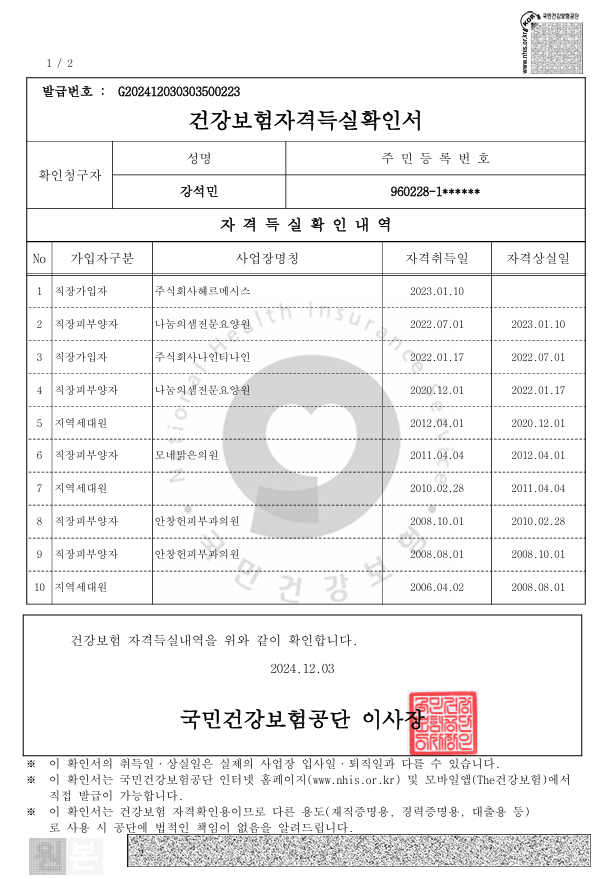 국민건강보험공단
www.nhis.or.kr
1 / 2
발급번호 : G202412030303500223
건강보험자격득실확인서
확인청구자 성명 주 민 등 록 번 호
강석민 960228-1******
자 격 득 실 확 인 내 역
No 가입자구분 사업장명칭 자격취득일 자격상실일
1 직장가입자 주식회사헤르메시스 2023.01.10
2 직장피부양자 나눔의샘전문요양원 2022.07.01 2023.01.10
3 직장가입자 주식회사나인티나인 2022.01.17 2022.07.01
4 직장피부양자 나눔의샘전문요양원 2020.12.01 2022.01.17
5 지역세대원 2012.04.01 2020.12.01
6 직장피부양자 모네맑은의원 2011.04.04 2012.04.01
7 지역세대원 2010.02.28 2011.04.04
8 직장피부양자 안창현피부과의원 2008.10.01 2010.02.28
9 직장피부양자 안창헌피부과의원 2008.08.01 2008.10.01
10 지역세대원 2006.04.02 2008.08.01
National Health Insurance Service
국민건강보험
건강보험 자격득실내역을 위와 같이 확인합니다.
2024.12.03
국민건강보험공단 이사장
※ 이 확인서의 취득일·상실일은 실제의 사업장 입사일·퇴직일과 다를 수 있습니다.
※ 이 확인서는 국민건강보험공단 인터넷 홈페이지(www.nhis.or.kr) 및 모바일앱(The건강보험)에서
직접 발급이 가능합니다.
※ 이 확인서는 건강보험 자격확인용이므로 다른 용도(재직증명용, 경력증명용, 대출용 등)
로 사용 시 공단에 법적인 책임이 없음을 알려드립니다.
원본